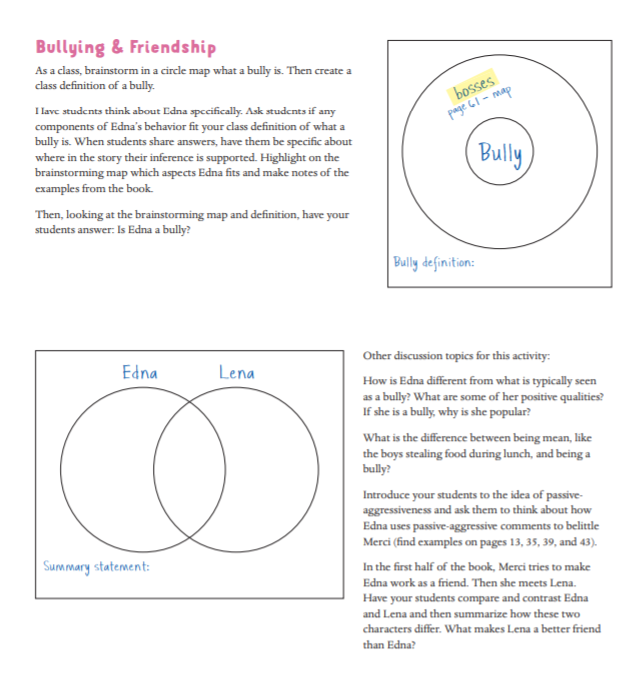 Bullying & Friendship
As a class, brainstorm in a circle map what a bully is. Then create a
class definition of a bully.
Have students think about Edna specifically. Ask students if any
components of Edna's behavior fit your class definition of what a
bully is. When students share answers, have them be specific about
where in the story their inference is supported. Highlight on the
brainstorming map which aspects Edna fits and make notes of the
examples from the book.
Then, looking at the brainstorming map and definition, have your
students answer: Is Edna a bully?
bosses
page 61 - map
Bully
Bully definition:
Edna
Lena
Summary statement:
Other discussion topics for this activity:
How is Edna different from what is typically seen
as a bully? What are some of her positive qualities?
If she is a bully, why is she popular?
What is the difference between being mean, like
the boys stealing food during lunch, and being a
bully?
Introduce your students to the idea of passive-
aggressiveness and ask them to think about how
Edna uses passive-aggressive comments to belittle
Merci (find examples on pages 13, 35, 39, and 43).
In the first half of the book, Merci tries to make
Edna work as a friend. Then she meets Lena.
Have your students compare and contrast Edna
and Lena and then summarize how these two
characters differ. What makes Lena a better friend
than Edna?